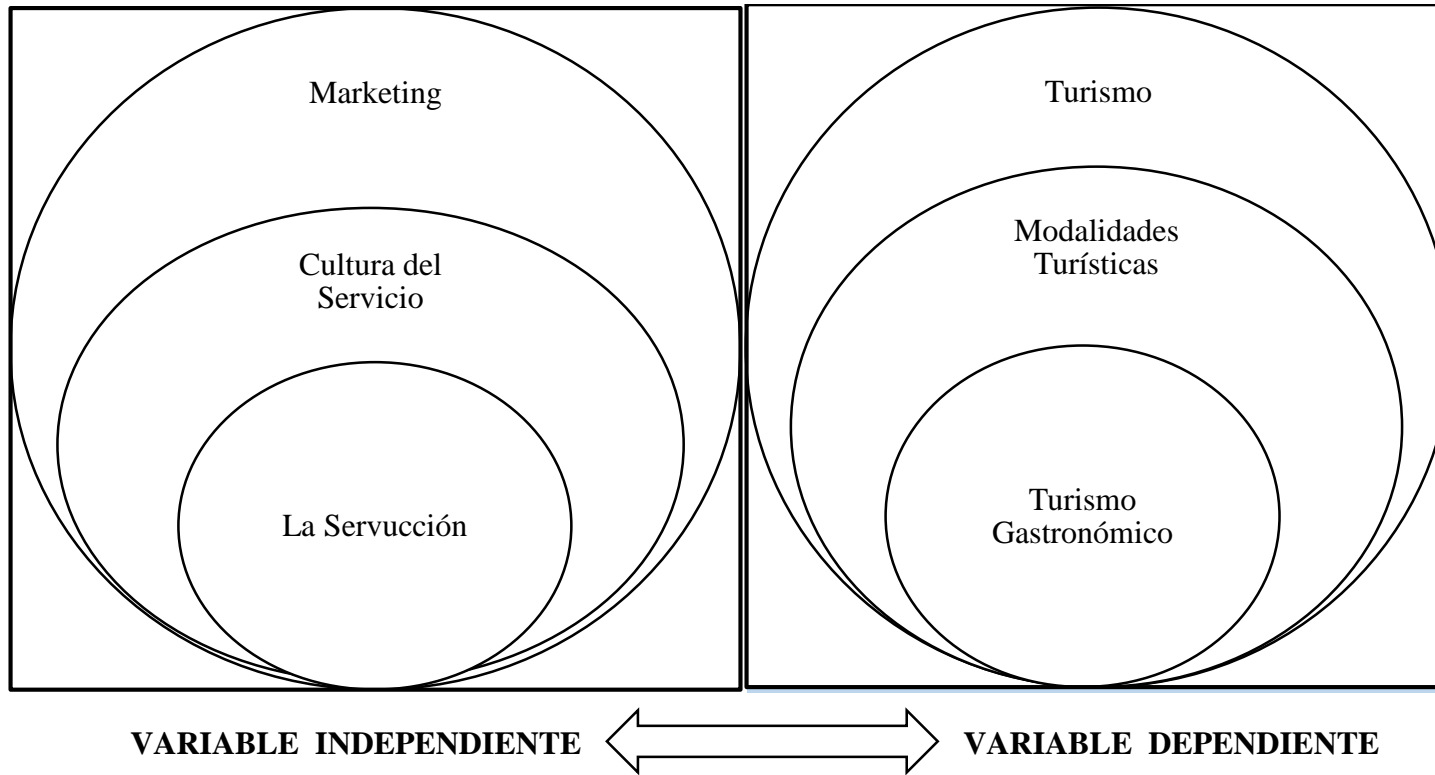 Marketing
Cultura del
Servicio
La Servucción
Turismo
Modalidades
Turísticas
Turismo
Gastronómico
VARIABLE INDEPENDIENTE
VARIABLE DEPENDIENTE